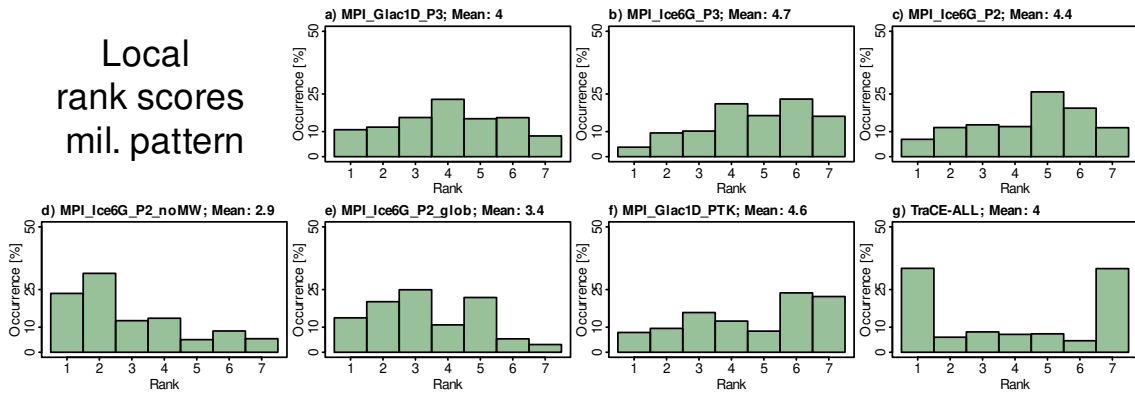 Local
rank scores
mil. pattern
a) MPI_Glac1D_P3; Mean: 4
Occurrence [%]
50
25
10
0
1 2 3 4 5 6 7
Rank
b) MPI_Ice6G_P3; Mean: 4.7
Occurrence [%]
50
25
10
0
1 2 3 4 5 6 7
Rank
c) MPI_Ice6G_P2; Mean: 4.4
Occurrence [%]
50
25
10
0
1 2 3 4 5 6 7
Rank
d) MPI_Ice6G_P2_noMW; Mean: 2.9
Occurrence [%]
50
25
10
0
1 2 3 4 5 6 7
Rank
e) MPI_Ice6G_P2_glob; Mean: 3.4
Occurrence [%]
50
25
10
0
1 2 3 4 5 6 7
Rank
f) MPI_Glac1D_PTK; Mean: 4.6
Occurrence [%]
50
25
10
0
1 2 3 4 5 6 7
Rank
g) TraCE-ALL; Mean: 4
Occurrence [%]
50
25
10
0
1 2 3 4 5 6 7
Rank